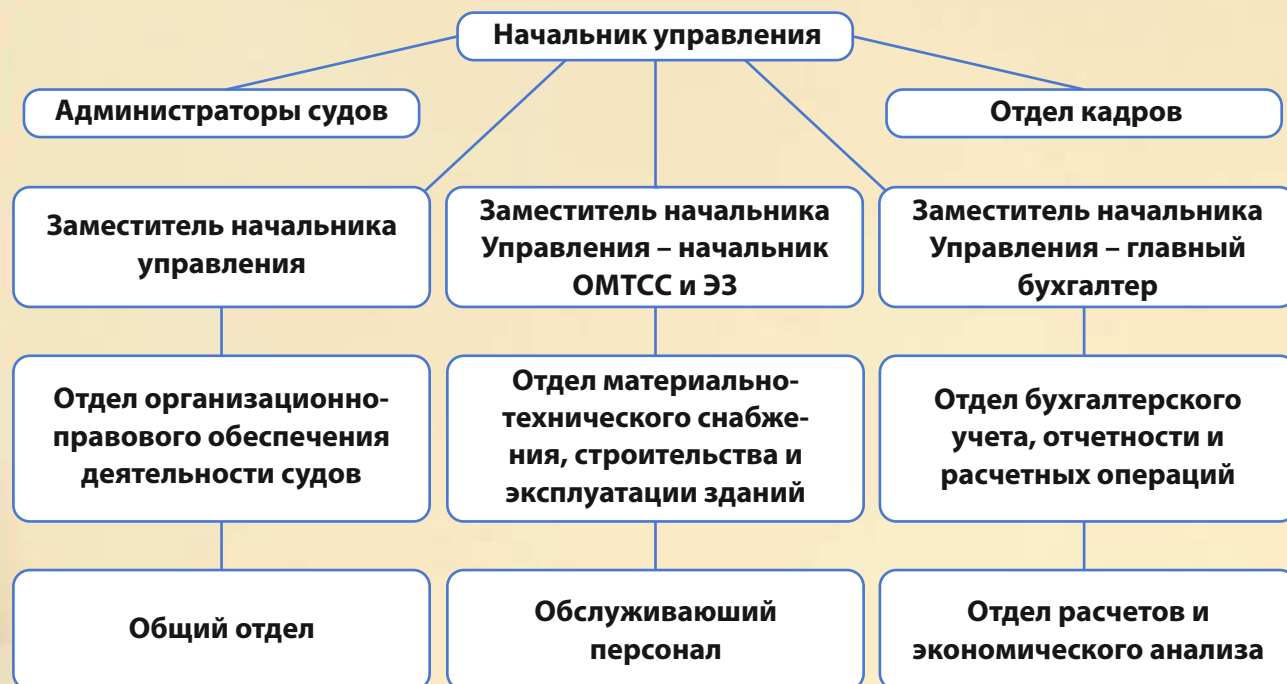 Начальник управления
Администраторы судов
Отдел кадров
Заместитель начальника
управления
Заместитель начальника
Управления – начальник
ОМТСС и ЭЗ
Заместитель начальника
Управления – главный
бухгалтер
Отдел организационно-
правового обеспечения
деятельности судов
Отдел материально-
технического снабже-
ния, строительства и
эксплуатации зданий
Отдел бухгалтерского
учета, отчетности и
расчетных операций
Общий отдел
Обслуживаюший
персонал
Отдел расчетов и
экономического анализа